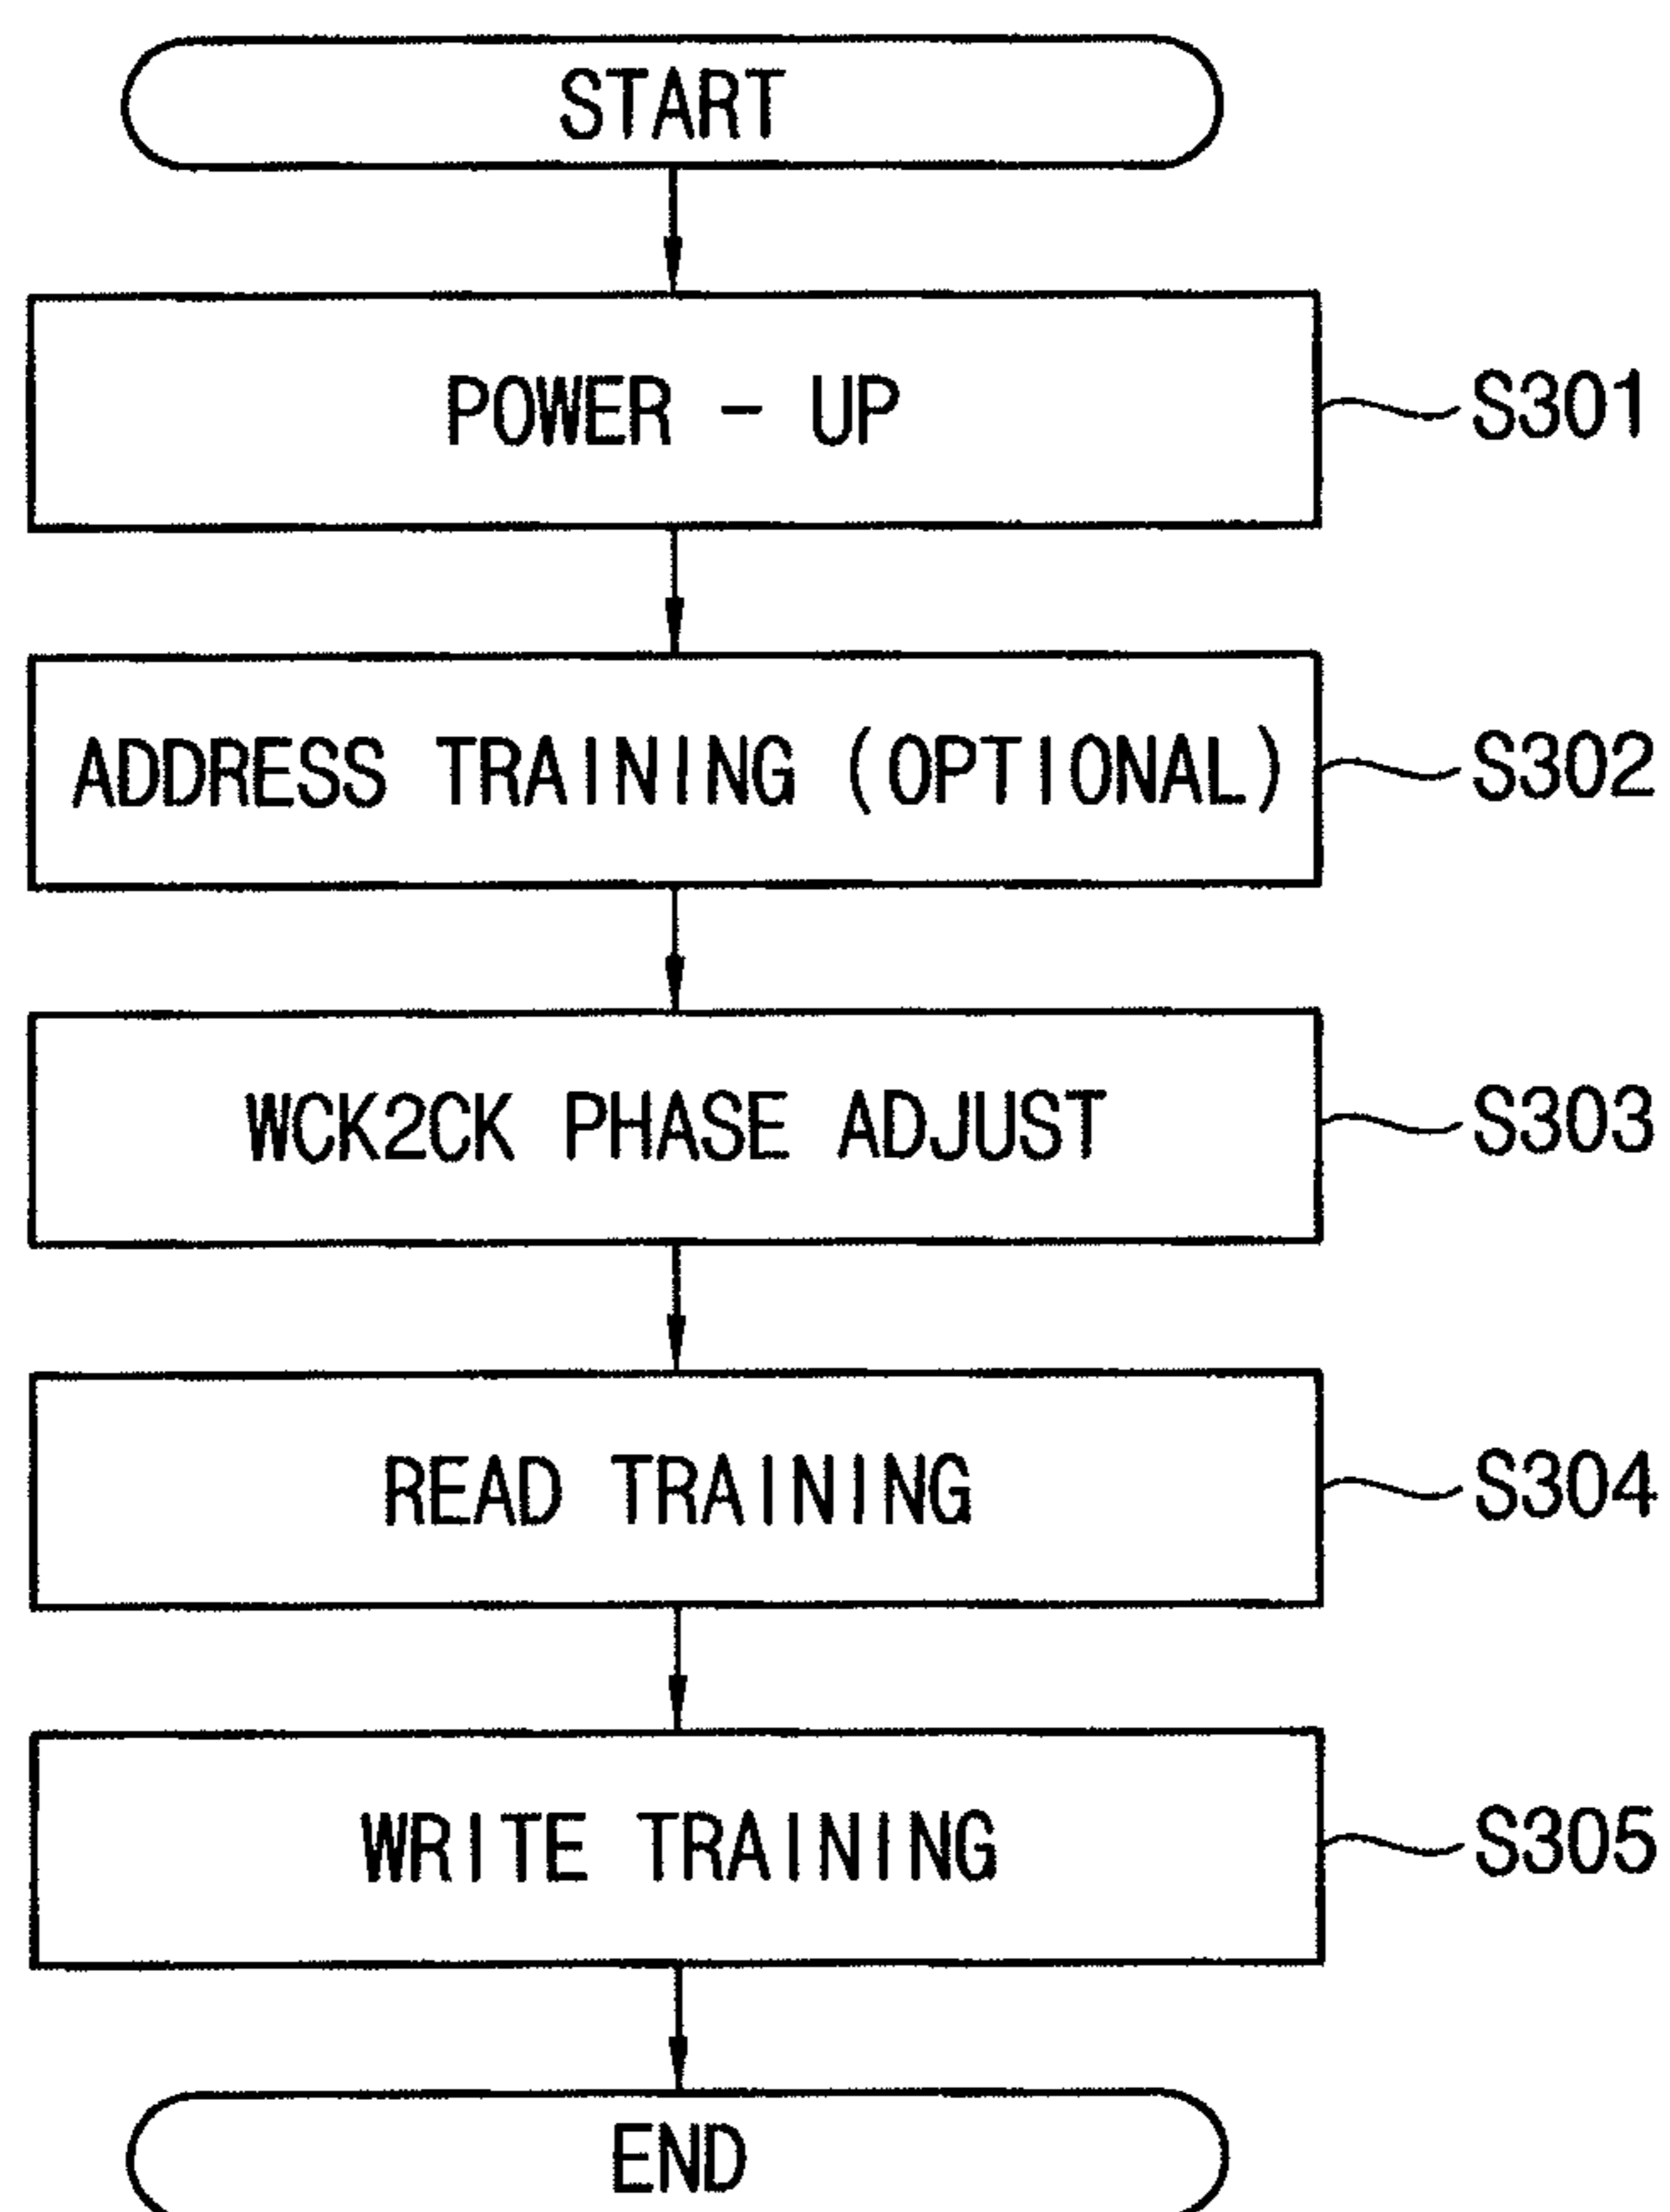 START
POWER - UP
S301
ADDRESS TRAINING (OPTIONAL)
S302
WCK2CK PHASE ADJUST
S303
READ TRAINING
S304
WRITE TRAINING
S305
END